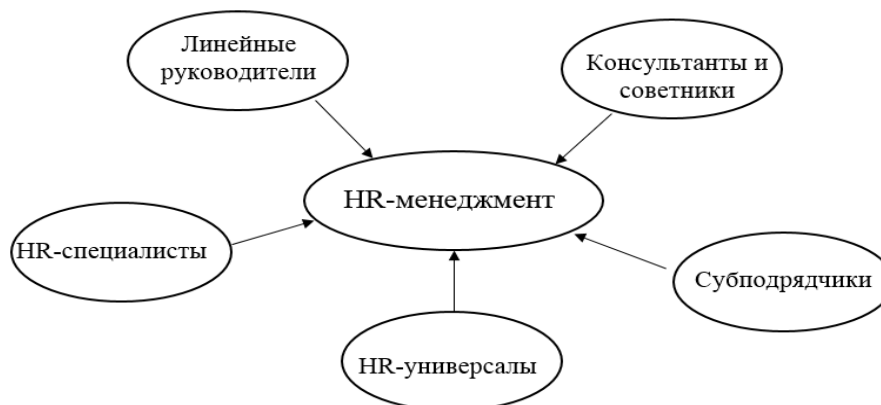 Линейные
руководители
Консультанты и
советники
HR-менеджмент
HR-специалисты
Субподрядчики
HR-универсалы